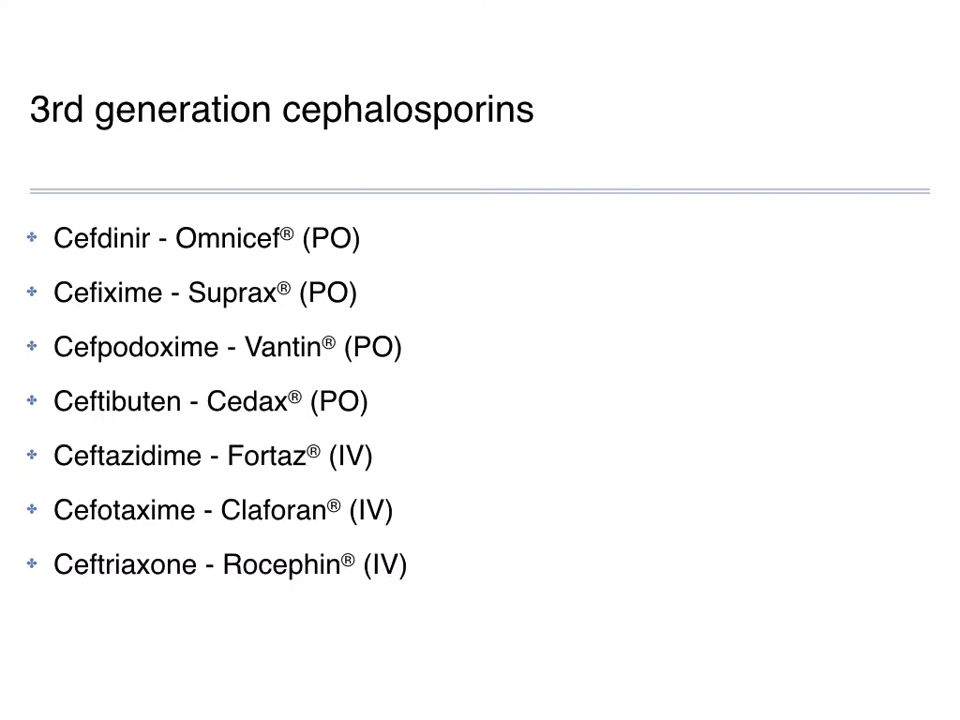 3rd generation cephalosporins
✤ Cefdinir - Omnicef® (PO)
✤ Cefixime - Suprax® (PO)
✤ Cefpodoxime - Vantin® (PO)
✤ Ceftibuten - Cedax® (PO)
✤ Ceftazidime - Fortaz® (IV)
✤ Cefotaxime - Claforan® (IV)
✤ Ceftriaxone - Rocephin® (IV)